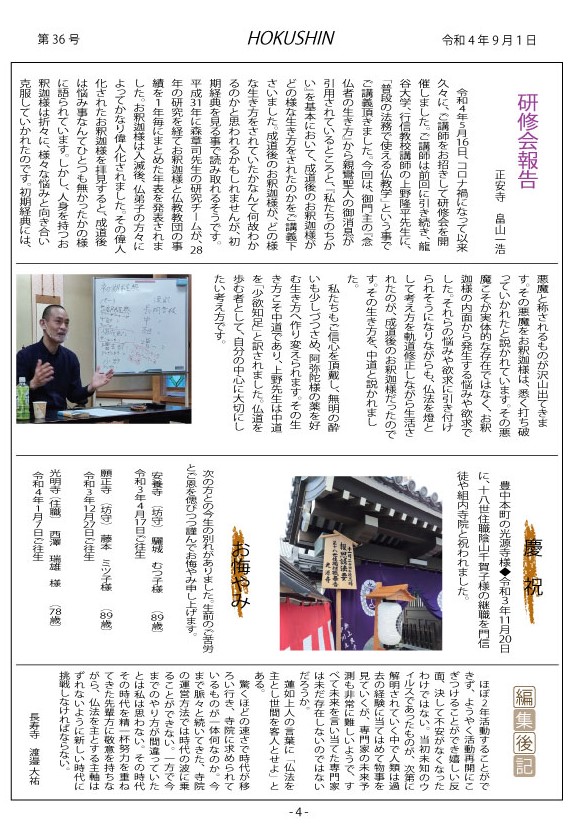 第36号
HOKUSHIN
令和4年9月1日
研修会報告
正安寺 畠山一浩
令和4年5月16日、コロナ禍になって以来
久々に、ご講師をお招きして研修会を開
催しました。ご講師は前回に引き続き、龍
谷大学、行信教校講師の上野隆平先生に、
「普段の法務で使える仏教学」という事で
ご講義頂きました。今回は、御門主の『念
仏者の生き方』から親鸞聖人の御消息が
引用されているところと、『私たちのちか
い』を基本において、成道後のお釈迦様が
どの様な生き方をされたのかをご講義下
さいました。成道後のお釈迦様が、どの様
な生き方をされていたかなんて何故わか
るのかと思われるかもしれませんが、初
期経典を見る事で読み取れるそうです。
平成31年に森章司先生の研究チームが、28
年の研究を経てお釈迦様と仏教教団の事
績を1年毎にまとめた年表を発表されま
した。お釈迦様は入滅後、仏弟子の方々に
よってかなり偉人化されました。その偉人
化されたお釈迦様を拝見すると、成道後
は悩み事なんてひとつも無かったかの様
に語られています。しかし、人身を持つお
釈迦様は折々に、様々な悩みと向き合い
克服していかれたのです。初期経典には、
悪魔と称されるものが沢山出てきま
す。その悪魔をお釈迦様は、悉く打ち破
っていかれたと説かれています。その悪
魔こそが実体的な存在ではなく、お釈
迦様の内面から発生する悩みや欲求で
した。それらの悩みや欲求に引き付け
られそうになりながらも、仏法を燈と
して考え方を軌道修正しながら生活さ
れたのが、成道後のお釈迦様だったので
す。その生き方を、中道と説かれまし
た。
私たちもご信心を頂戴し、無明の酔
いも少しづつさめ、阿弥陀様の薬を好
む生き方へ作り変えられます。その生
き方こそ中道であり、上野先生は中道
を「少欲知足」と訳されました。仏道を
歩む者として、自分の中心に大切にし
たい考え方です。
慶祝
豊中本町の光源寺様◆令和3年11月20日
に、十八世住職陰山千賀子様の継職を門信
徒や組内寺院と祝われました。
お悔やみ
次の方との今生の別れがありました。生前のご苦労
とご恩を偲びつつ謹んでお悔やみ申し上げます。
安養寺(坊守) 驪城 むつ子様 (89歳)
令和3年4月17日ご往生
願正寺(坊守) 藤本 ミツ子様 (89歳)
令和3年12月27日ご往生
光明寺(住職) 西澤 瑞雄 様 (78歳)
令和4年1月7日ご往生
編集後記
ほぼ2年活動することがで
きず、ようやく活動再開にこ
ぎつけることができ嬉しい反
面、決して不安がなくなった
わけではない。当初未知のウ
ィルスであったものが、次第に
解明されていく中で人類は過
去の経験に当てはめて物事を
見ていくが、専門家の未来予
測も非常に難しいようで、す
べて未来を言い当てた専門家
は未だ存在しないのではない
だろうか。
蓮如上人の言葉に「仏法を
主とし世間を客人とせよ」と
ある。
驚くほどの速さで時代が移
ろい行き、寺院に求められて
いるものが一体何なのか。今
まで脈々と続いてきた、寺院
の運営方法では時代の波に乗
ることができない。一方で今
までのやり方が間違っていた
とは私は思わない。その時代
その時代を精一杯努力を重ね
てきた先輩方に敬意を持ちな
がら、仏法を主とする主軸は
ずれないように新しい時代に
挑戦しなければならない。
長寿寺 渡邉大祐
-4-